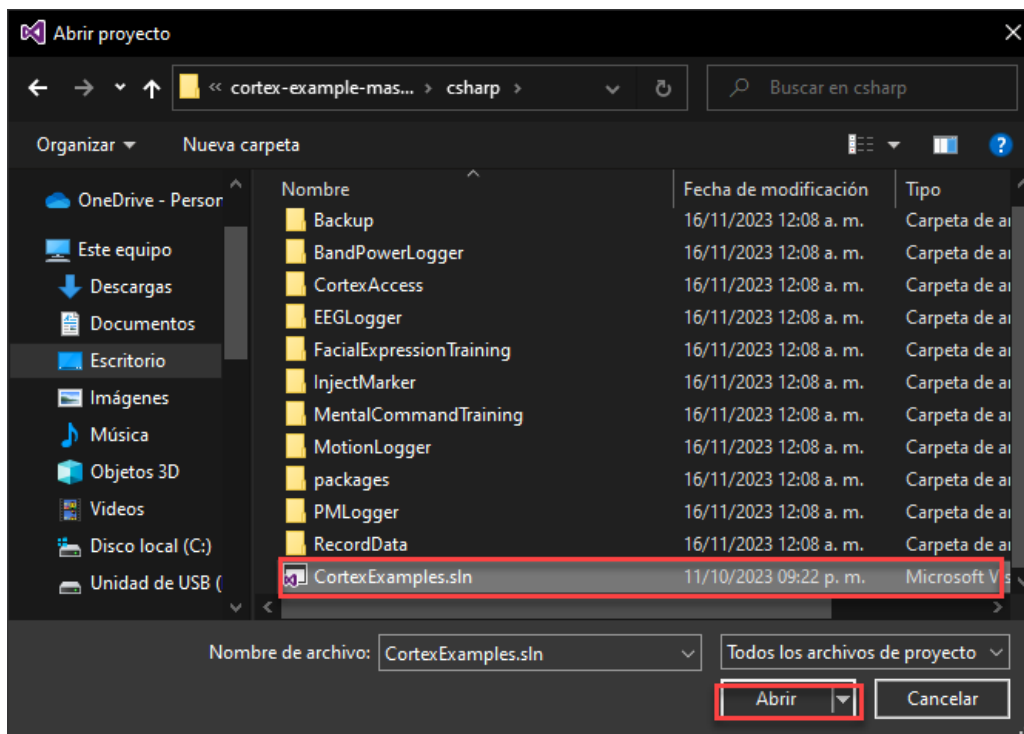 Abrir proyecto
« cortex-example-mas... › csharp ›
Buscar en csharp
Organizar
Nueva carpeta
?
OneDrive - Person
Este equipo
Descargas
Documentos
Escritorio
Imágenes
Música
Objetos 3D
Videos
Disco local (C:)
Unidad de USB (
Nombre Fecha de modificación Tipo
Backup 16/11/2023 12:08 a. m. Carpeta de ar
BandPowerLogger 16/11/2023 12:08 a. m. Carpeta de ar
CortexAccess 16/11/2023 12:08 a. m. Carpeta de ar
EEGLogger 16/11/2023 12:08 a. m. Carpeta de ar
FacialExpressionTraining 16/11/2023 12:08 a. m. Carpeta de ar
InjectMarker 16/11/2023 12:08 a. m. Carpeta de ar
MentalCommandTraining 16/11/2023 12:08 a. m. Carpeta de ar
MotionLogger 16/11/2023 12:08 a. m. Carpeta de ar
packages 16/11/2023 12:08 a. m. Carpeta de ar
PMLogger 16/11/2023 12:08 a. m. Carpeta de ar
RecordData 16/11/2023 12:08 a. m. Carpeta de ar
CortexExamples.sln 11/10/2023 09:22 p. m. Microsoft Vis
Nombre de archivo: CortexExamples.sln
Todos los archivos de proyecto
Abrir
Cancelar